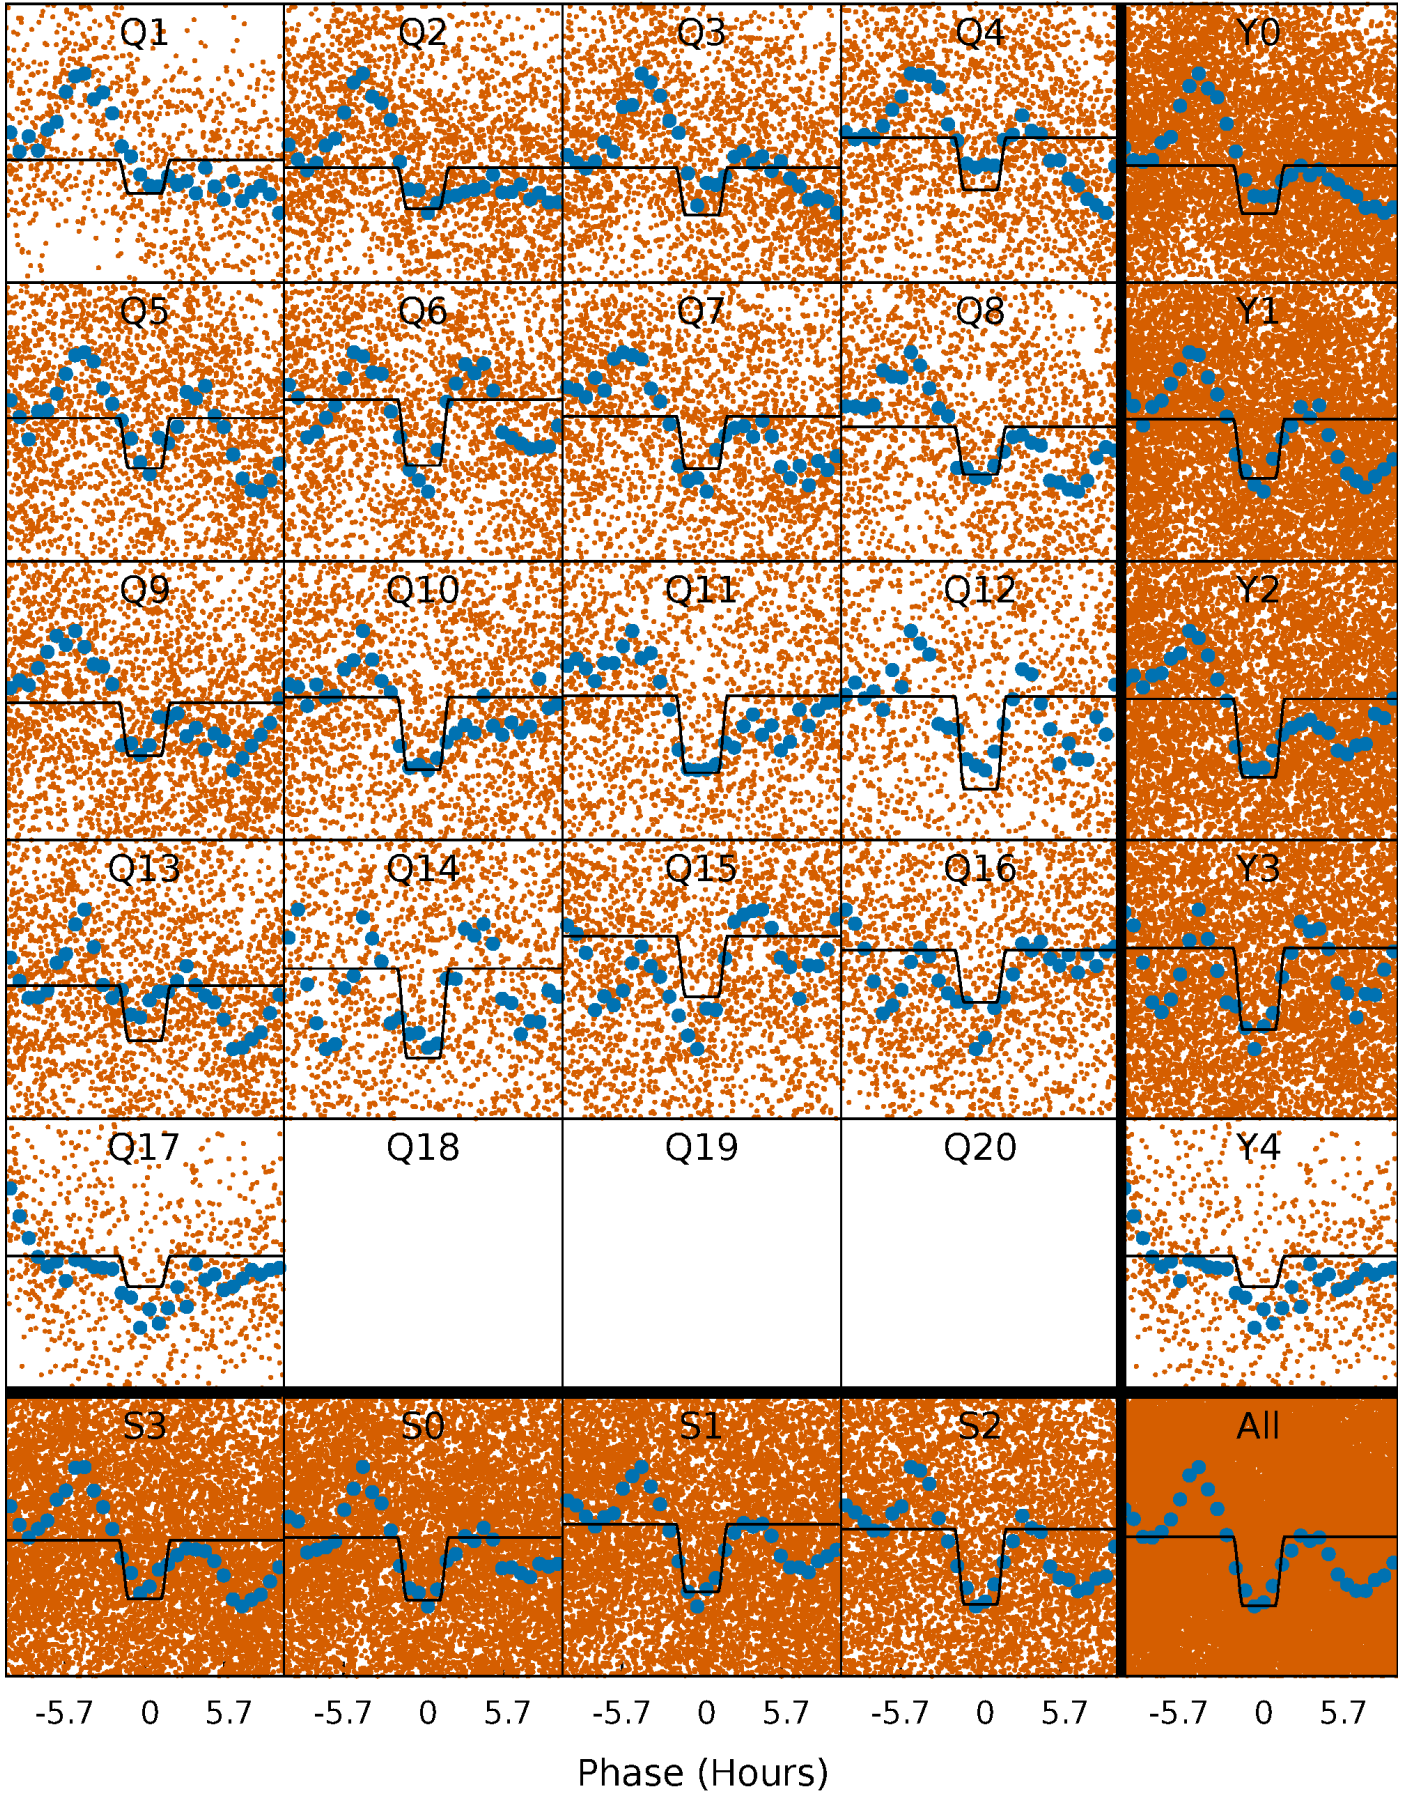 Q1 Q2 Q3 Q4 Y0
Q5 Q6 Q7 Q8 Y1
Q9 Q10 Q11 Q12 Y2
Q13 Q14 Q15 Q16 Y3
Q17 Q18 Q19 Q20 Y4
S3 S0 S1 S2 All
-5.7 0 5.7 -5.7 0 5.7 -5.7 0 5.7 -5.7 0 5.7 -5.7 0 5.7
Phase (Hours)